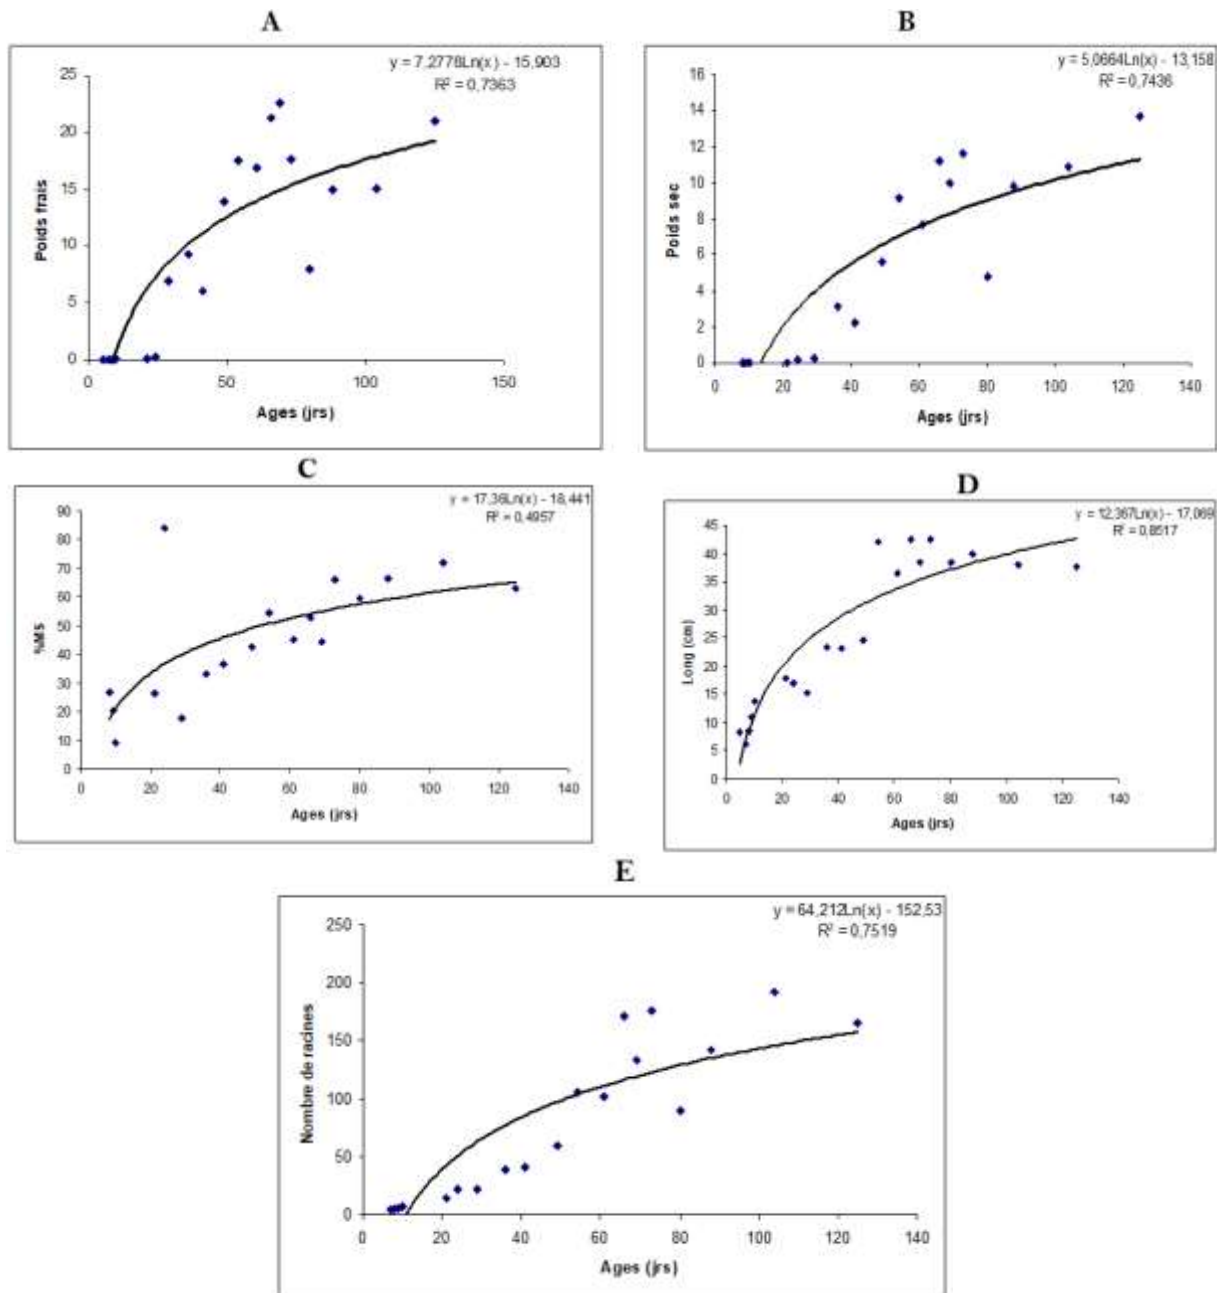 A
y = 7,2778Ln(x) - 15,903
R² = 0,7363
25
20
15
10
5
0
Poids frais
0 50 100 150
Ages (jrs)
B
y = 5,0664Ln(x) - 13,158
R² = 0,7436
16
14
12
10
8
6
4
2
0
Poids sec
0 20 40 60 80 100 120 140
Ages (jrs)
C
y = 17,36Ln(x) - 18,441
R² = 0,4957
90
80
70
60
50
40
30
20
10
0
%MS
0 20 40 60 80 100 120 140
Ages (jrs)
D
y = 12,367Ln(x) - 17,069
R² = 0,8517
45
40
35
30
25
20
15
10
5
0
Long (cm)
0 20 40 60 80 100 120 140
Ages (jrs)
E
y = 64,212Ln(x) - 152,53
R² = 0,7519
250
200
150
100
50
0
Nombre de racines
0 20 40 60 80 100 120 140
Ages (jrs)